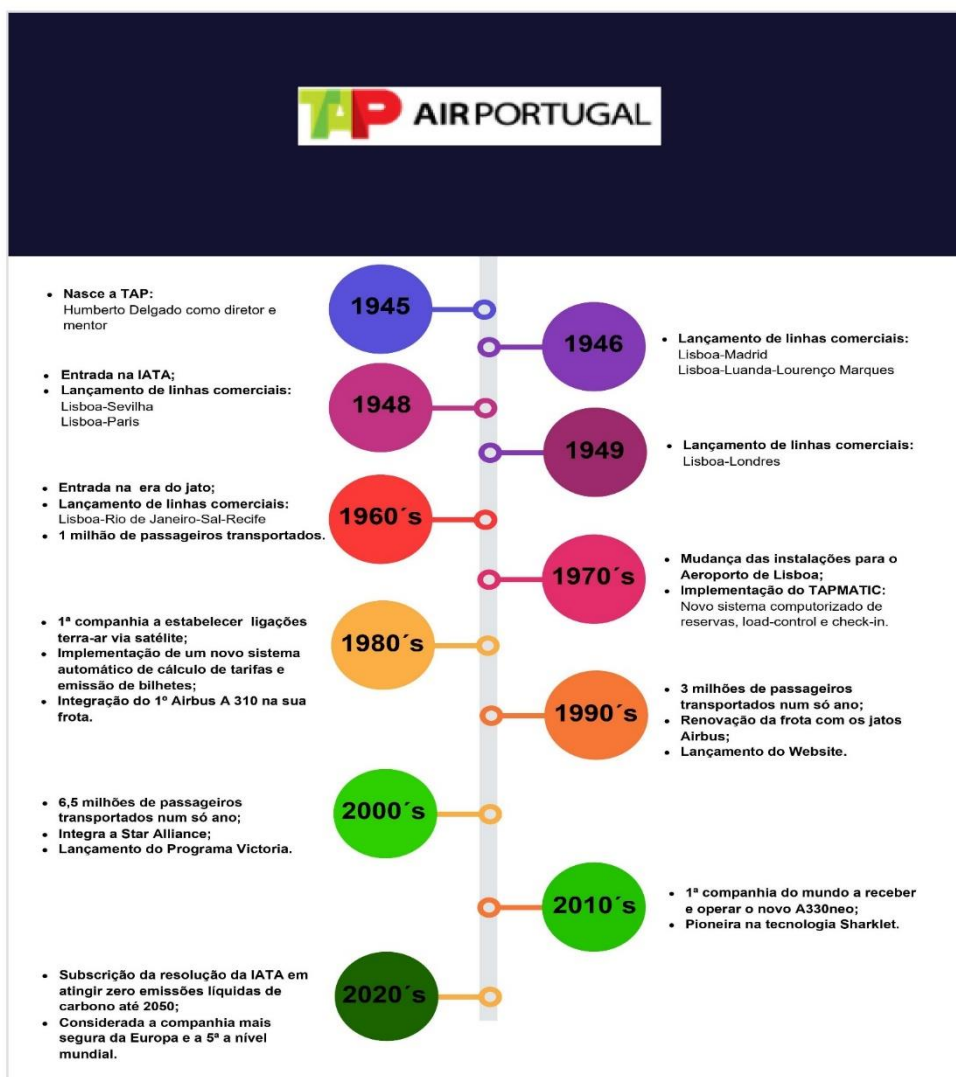 TAP AIRPORTUGAL
1945
• Nasce a TAP:
Humberto Delgado como diretor e
mentor
1946
• Lançamento de linhas comerciais:
Lisboa-Madrid
Lisboa-Luanda-Lourenço Marques
1948
• Entrada na IATA;
• Lançamento de linhas comerciais:
Lisboa-Sevilha
Lisboa-Paris
1949
• Lançamento de linhas comerciais:
Lisboa-Londres
1960´s
• Entrada na era do jato;
• Lançamento de linhas comerciais:
Lisboa-Rio de Janeiro-Sal-Recife
• 1 milhão de passageiros transportados.
1970´s
• Mudança das instalações para o
Aeroporto de Lisboa;
• Implementação do TAPMATIC:
Novo sistema computorizado de
reservas, load-control e check-in.
1980´s
• 1ª companhia a estabelecer ligações
terra-ar via satélite;
• Implementação de um novo sistema
automático de cálculo de tarifas e
emissão de bilhetes;
• Integração do 1º Airbus A 310 na sua
frota.
1990´s
• 3 milhões de passageiros
transportados num só ano;
• Renovação da frota com os jatos
Airbus;
• Lançamento do Website.
2000´s
• 6,5 milhões de passageiros
transportados num só ano;
• Integra a Star Alliance;
• Lançamento do Programa Victoria.
2010´s
• 1ª companhia do mundo a receber
e operar o novo A330neo;
• Pioneira na tecnologia Sharklet.
2020´s
• Subscrição da resolução da IATA em
atingir zero emissões líquidas de
carbono até 2050;
• Considerada a companhia mais
segura da Europa e a 5ª a nível
mundial.